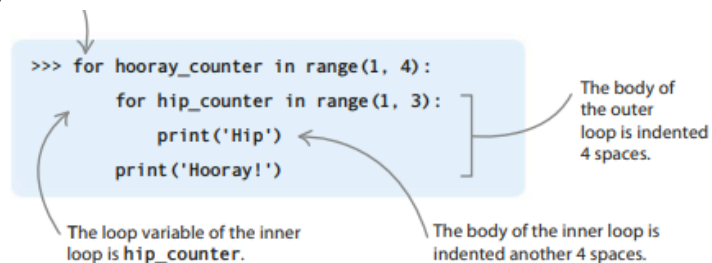 >>> for hooray_counter in range(1, 4):
for hip_counter in range(1, 3):
print('Hip')
print('Hooray!')
The body of
the outer
loop is indented
4 spaces.
The loop variable of the inner
loop is hip_counter.
The body of the inner loop is
indented another 4 spaces.